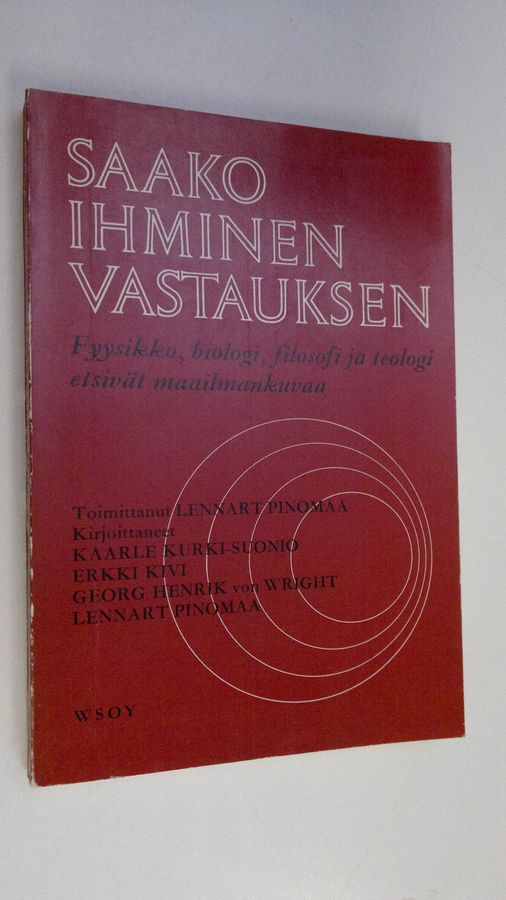 SAAKO
IHMINEN
VASTAUKSEN
Fyysikko, biologi, filosofi ja teologi
etsivät maailmankuvaa
Toimittanut LENNART PINOMAA
Kirjoittaneet
KAARLE KURKI-SUONIO
ERKKI KIVI
GEORG HENRIK von WRIGHT
LENNART PINOMAA
WSOY